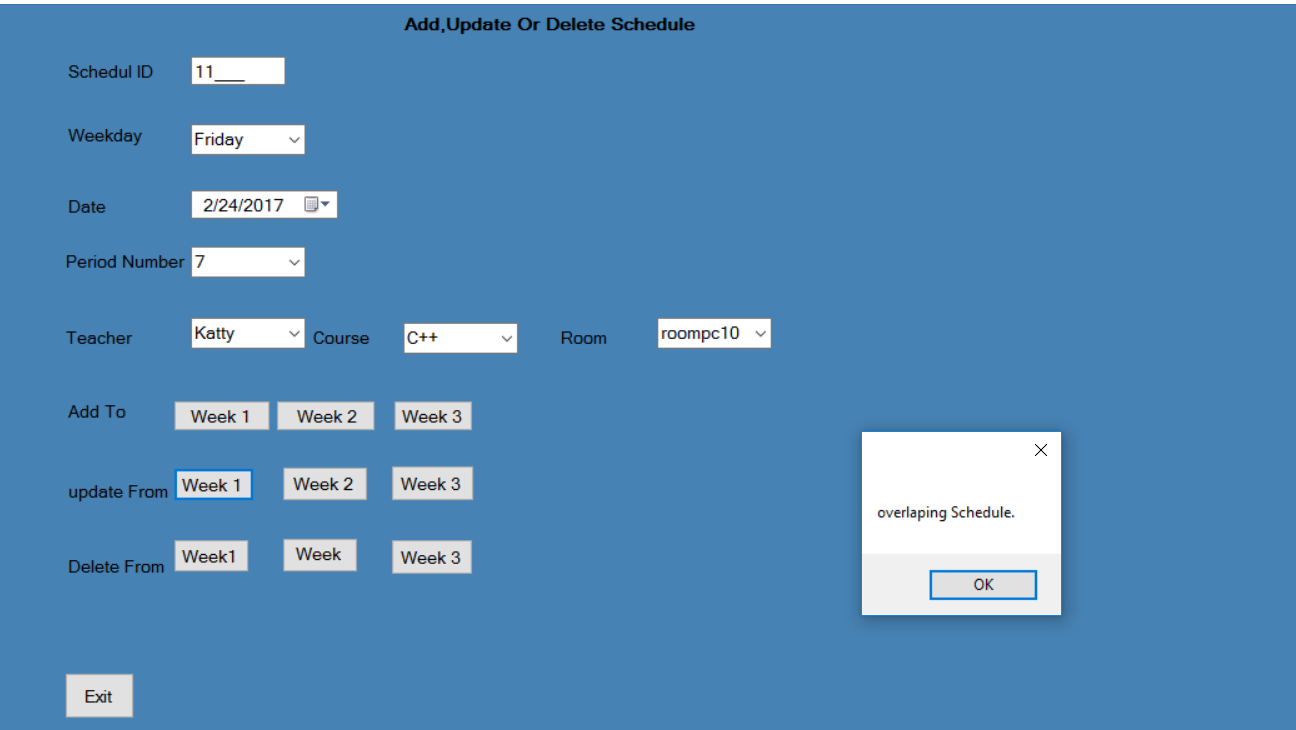 Add,Update Or Delete Schedule
Schedul ID 11___
Weekday Friday
Date 2/24/2017
Period Number 7
Teacher Katty Course C++ Room roompc10
Add To Week 1 Week 2 Week 3
update From Week 1 Week 2 Week 3
overlaping Schedule.
Delete From Week1 Week Week 3
OK
Exit